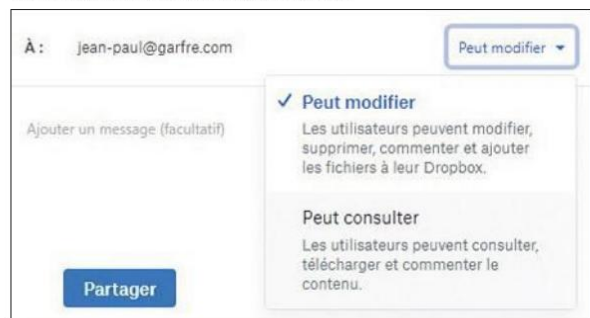 À : jean-paul@garfre.com Peut modifier
Peut modifier
Les utilisateurs peuvent modifier,
supprimer, commenter et ajouter
les fichiers à leur Dropbox.
Ajouter un message (facultatif)
Peut consulter
Les utilisateurs peuvent consulter,
télécharger et commenter le
contenu.
Partager